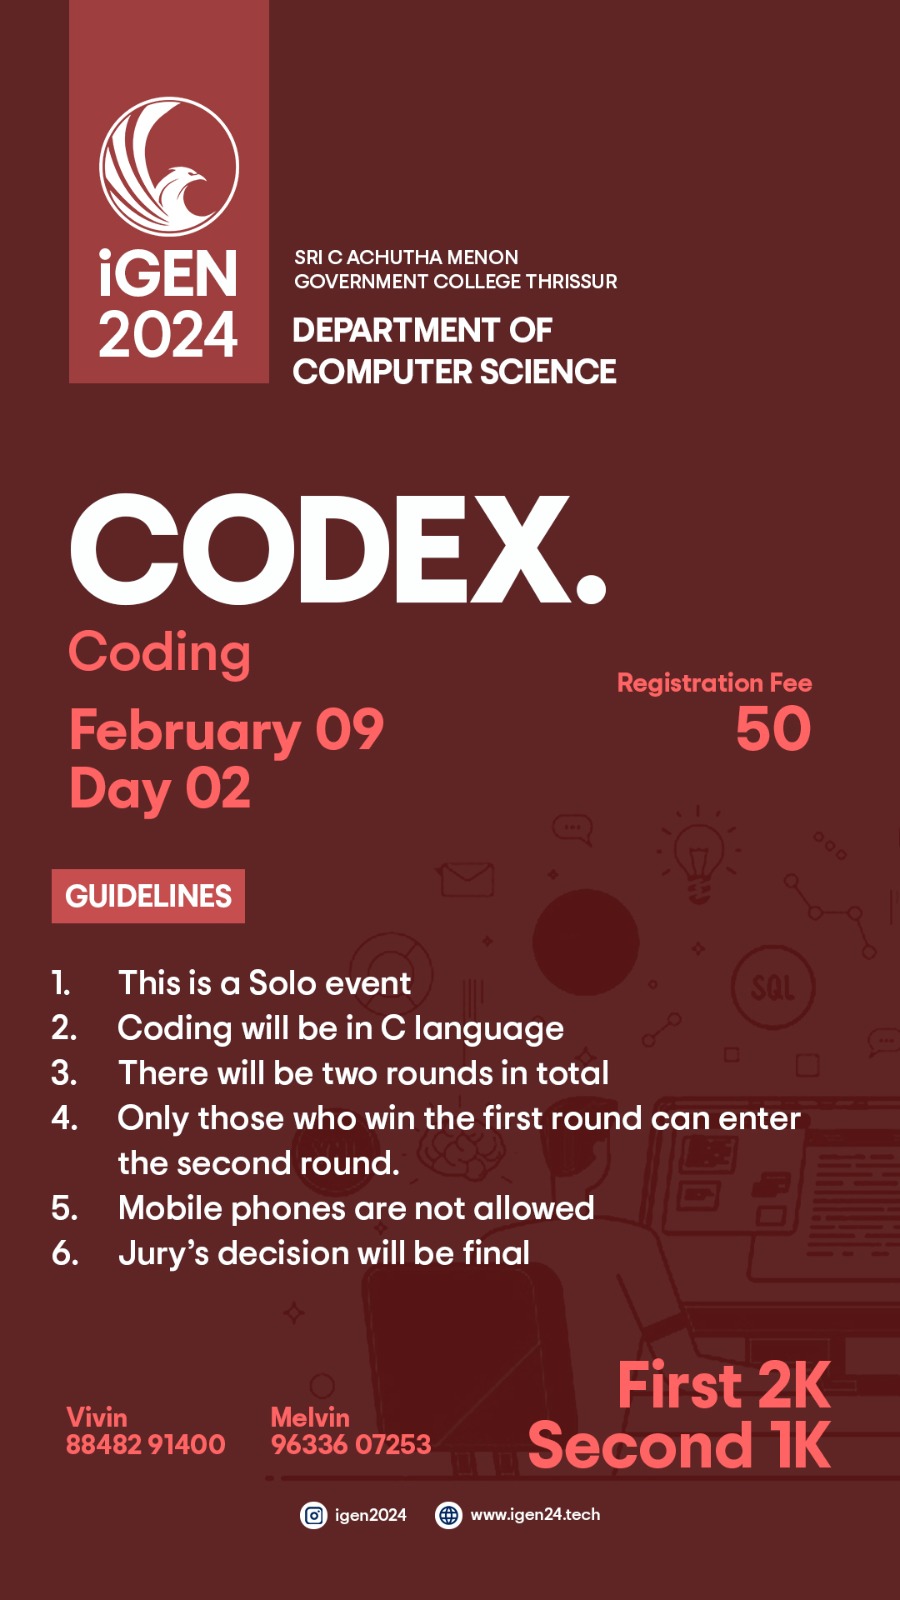 iGEN
2024
SRI C ACHUTHA MENON
GOVERNMENT COLLEGE THRISSUR
DEPARTMENT OF
COMPUTER SCIENCE
CODEX.
Coding
February 09
Day 02
Registration Fee
50
GUIDELINES
1. This is a Solo event
2. Coding will be in C language
3. There will be two rounds in total
4. Only those who win the first round can enter
the second round.
5. Mobile phones are not allowed
6. Jury's decision will be final
SQL
First 2K
Second 1K
Vivin
88482 91400
Melvin
96336 07253
igen2024
www.igen24.tech